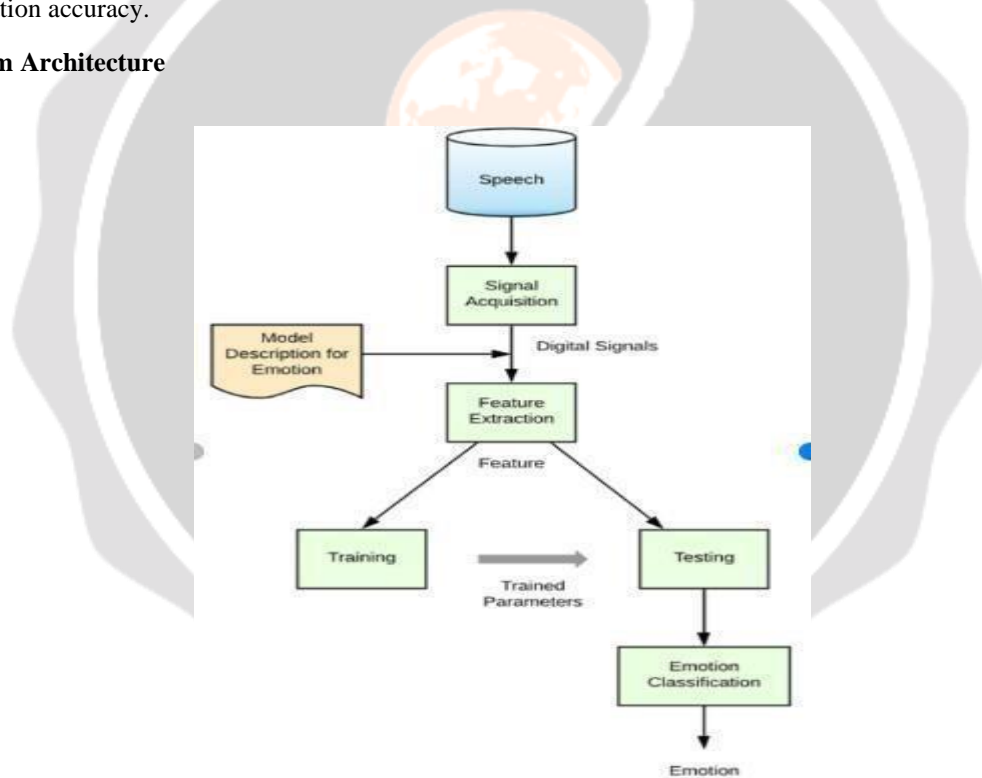 tion accuracy.
m Architecture
Speech
Signal
Acquisition
Model
Description for
Emotion
Digital Signals
Feature
Extraction
Feature
Training
Testing
Trained
Parameters
Emotion
Classification
Emotion